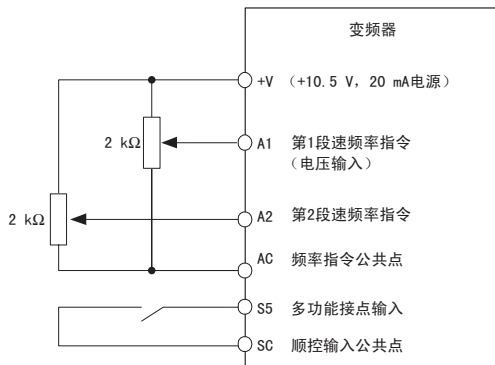 变频器
+V （+10.5 V，20 mA电源）
2 kΩ
A1 第1段速频率指令
（电压输入）
2 kΩ
A2 第2段速频率指令
AC 频率指令公共点
S5 多功能接点输入
SC 顺控输入公共点